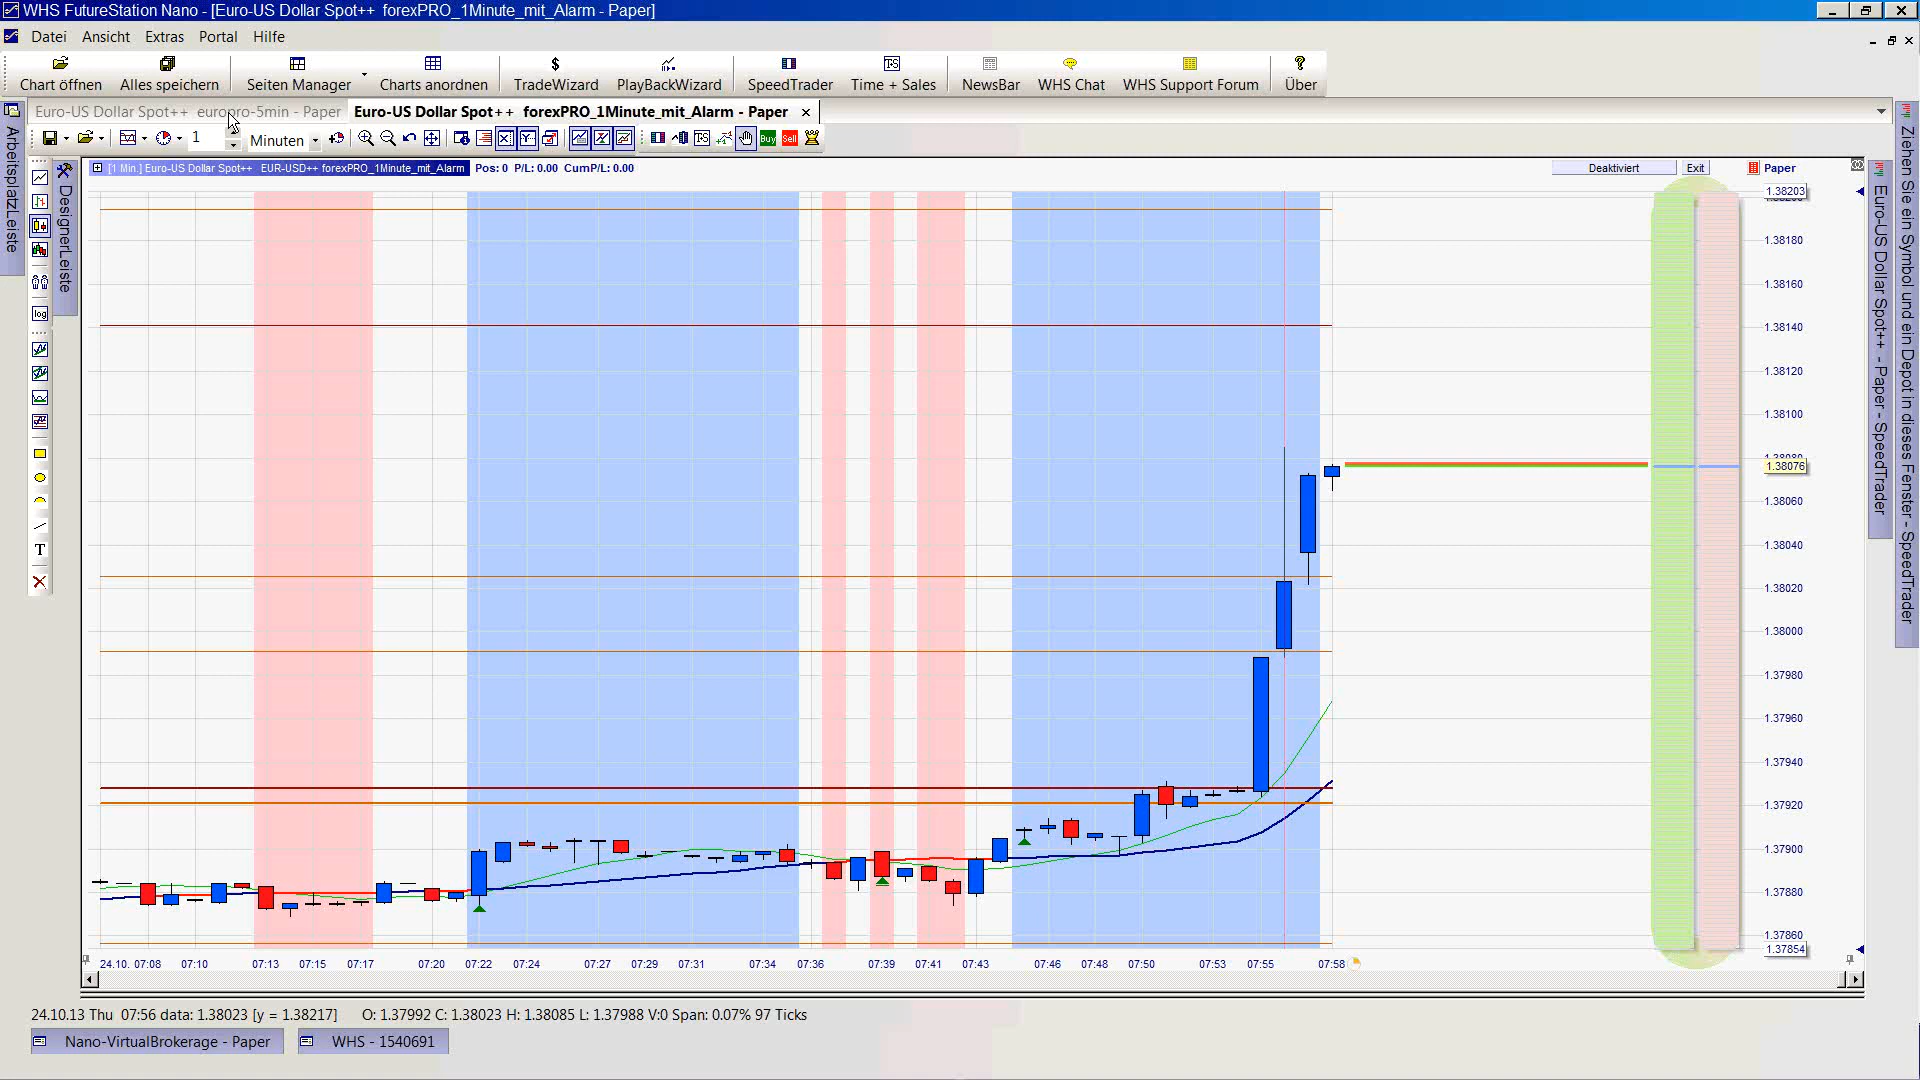 WHS FutureStation Nano - [Euro-US Dollar Spot++ forexPRO_1Minute_mit_Alarm - Paper]
Datei Ansicht Extras Portal Hilfe
Chart öffnen Alles speichern Seiten Manager Charts anordnen TradeWizard PlayBackWizard SpeedTrader Time + Sales NewsBar WHS Chat WHS Support Forum Über
Euro-US Dollar Spot++ europro-5min - Paper Euro-US Dollar Spot++ forexPRO_1Minute_mit_Alarm - Paper
1 Minuten Buy Sell
[1 Min.] Euro-US Dollar Spot++ EUR-USD++ forexPRO_1Minute_mit_Alarm Pos: 0 P/L: 0.00 CumP/L: 0.00 Deaktiviert Exit Paper
ArbeitsplatzLeiste
DesignerLeiste
log
T
1.38203
1.38180
1.38160
1.38140
1.38120
1.38100
1.38076
1.38060
1.38040
1.38020
1.38000
1.37980
1.37960
1.37940
1.37920
1.37900
1.37880
1.37860
1.37854
Euro-US Dollar Spot++ - Paper - SpeedTrader
Ziehen Sie ein Symbol und ein Depot in dieses Fenster - SpeedTrader
24.10. 07:08 07:10 07:13 07:15 07:17 07:20 07:22 07:24 07:27 07:29 07:31 07:34 07:36 07:39 07:41 07:43 07:46 07:48 07:50 07:53 07:55 07:58
24.10.13 Thu 07:56 data: 1.38023 [y = 1.38217] O: 1.37992 C: 1.38023 H: 1.38085 L: 1.37988 V:0 Span: 0.07% 97 Ticks
Nano-VirtualBrokerage - Paper WHS - 1540691